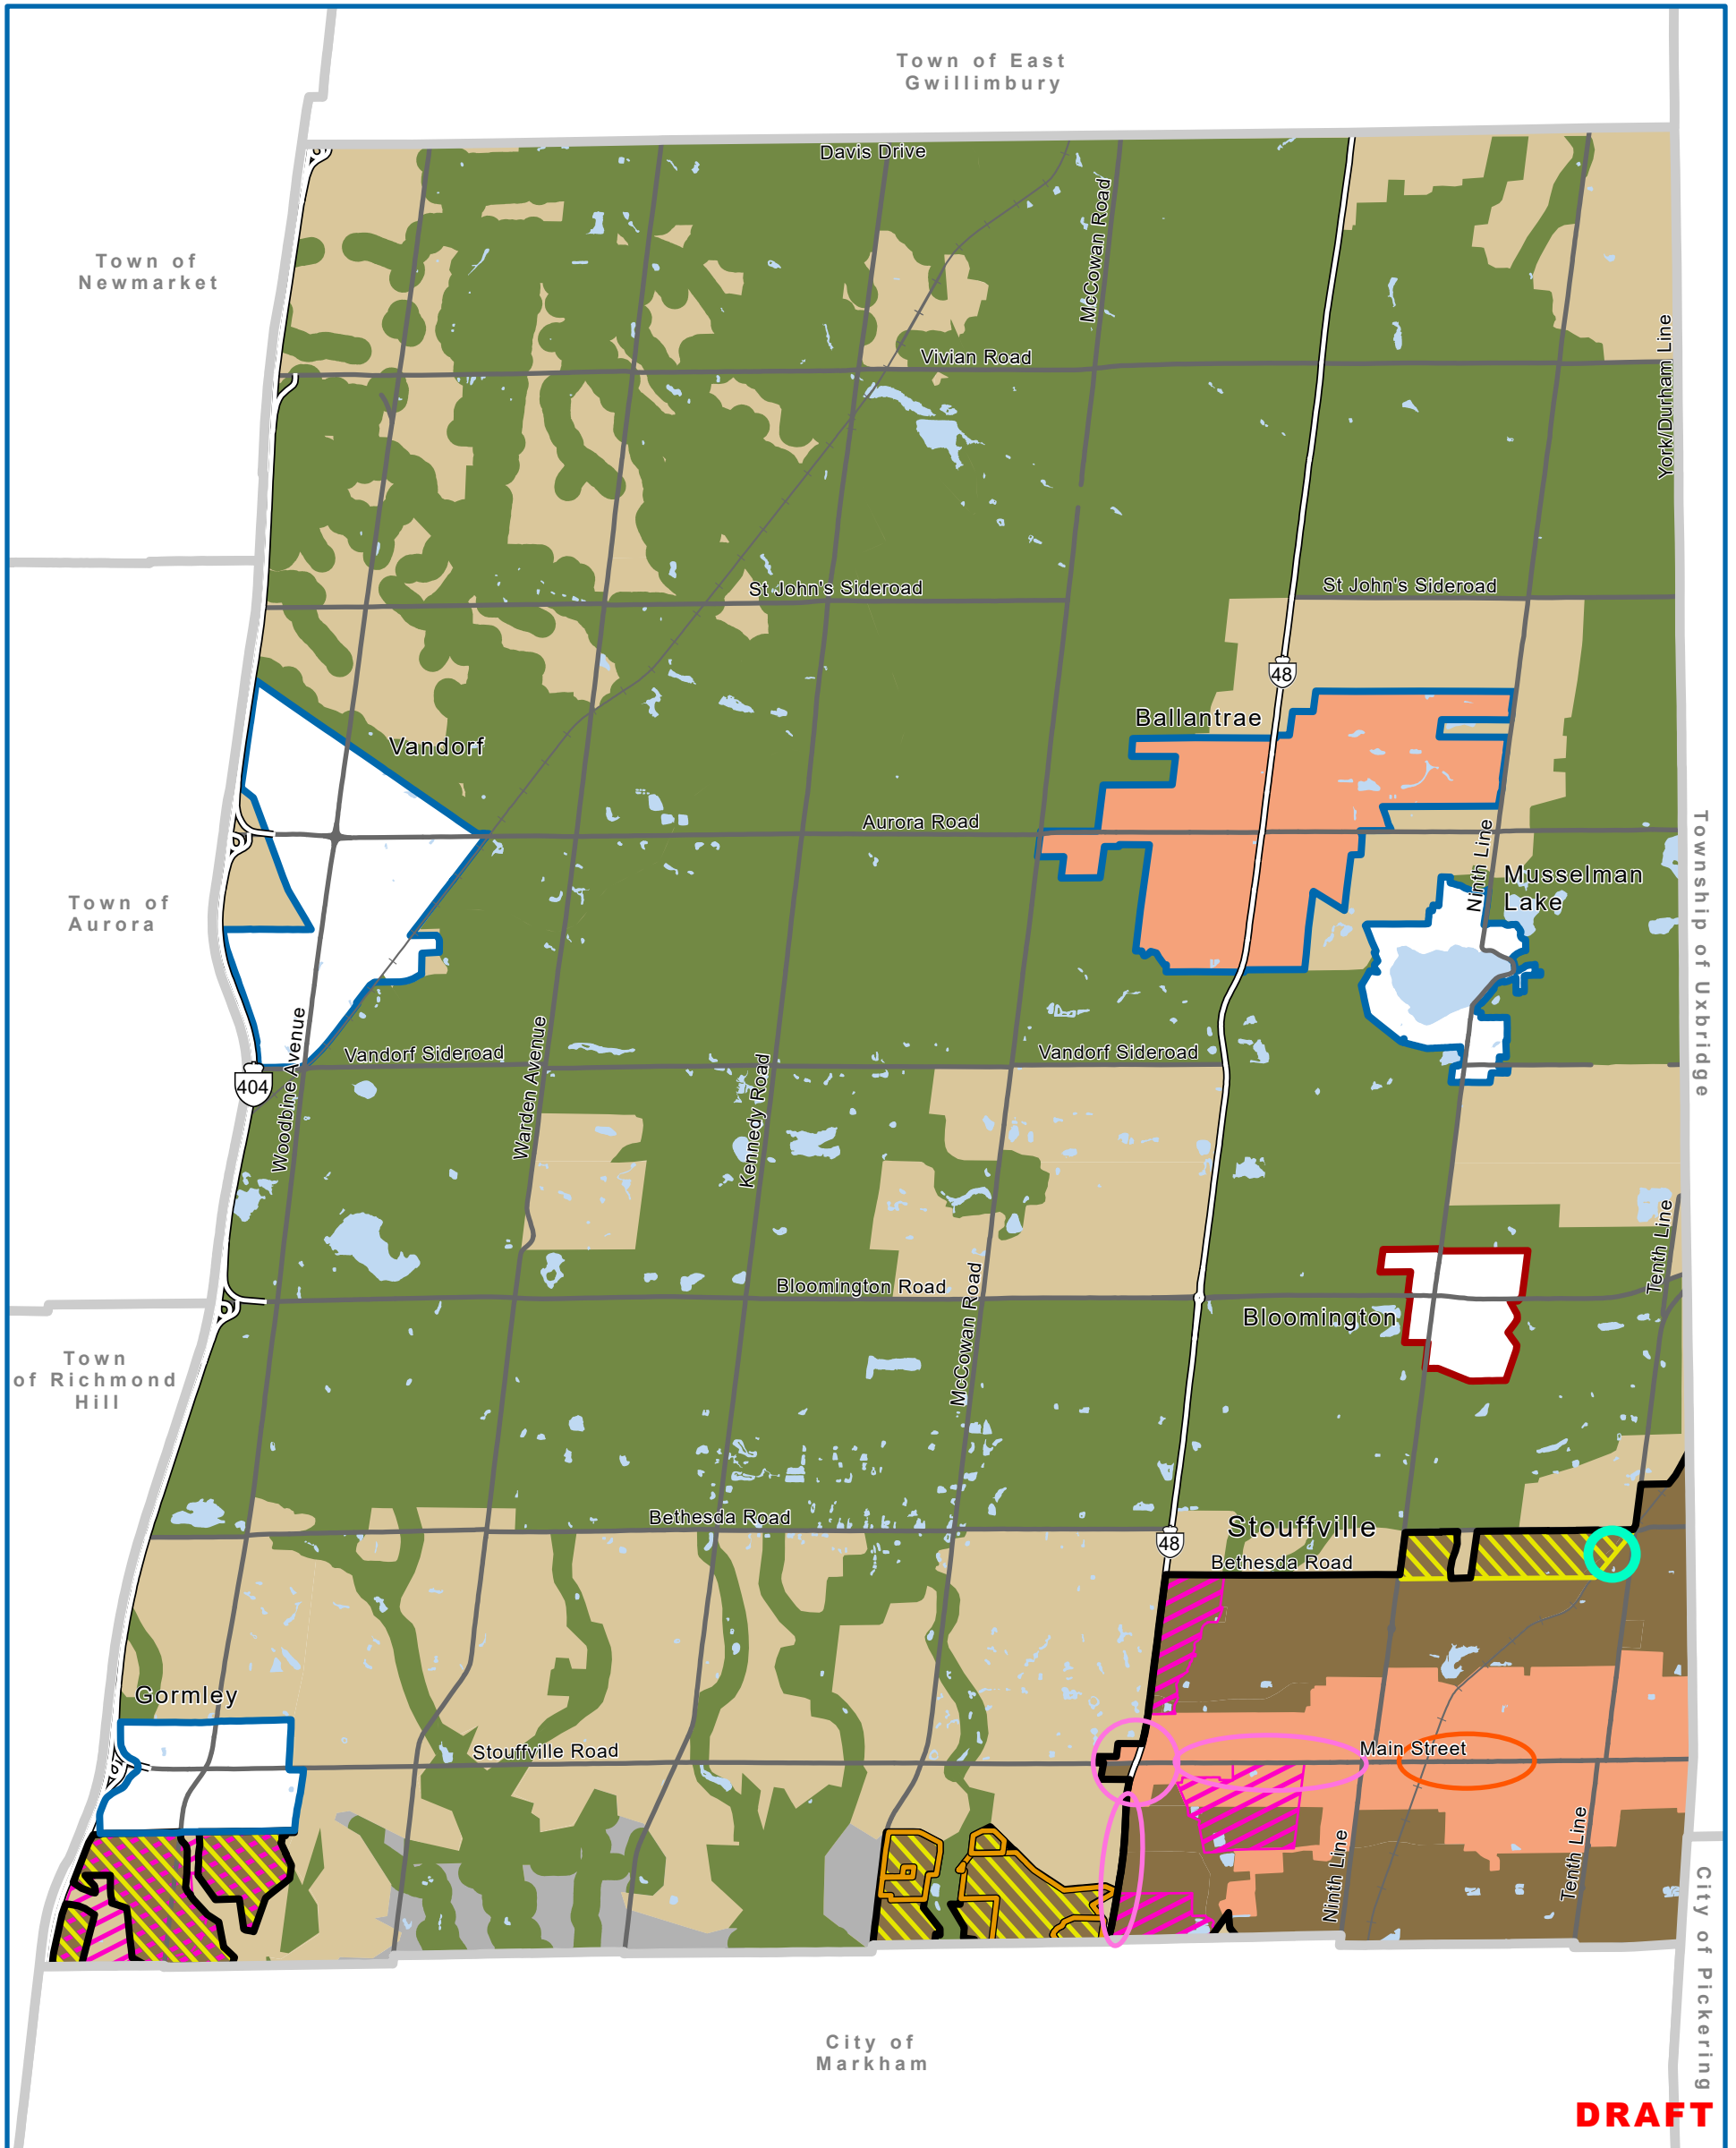 Town of East
Gwillimbury
Davis Drive
McCowan Road
Town of
Newmarket
York/Durham Line
Vivian Road
St John's Sideroad
St John's Sideroad
48
Ballantrae
Vandorf
Aurora Road
Ninth Line
Musselman
Lake
Township of Uxbridge
Town of
Aurora
Woodbine Avenue
Vandorf Sideroad
Warden Avenue
Kennedy Road
Vandorf Sideroad
404
Tenth Line
Bloomington Road
McCowan Road
Bloomington
Town
of Richmond
Hill
Bethesda Road
48
Stouffville
Bethesda Road
Gormley
Stouffville Road
Main Street
Ninth Line
Tenth Line
City of Pickering
City of
Markham
DRAFT